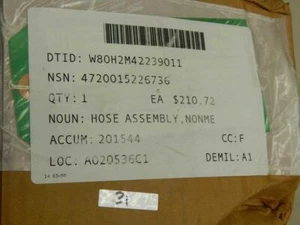 DTID: W80H2M42239011
NSN: 4720015226736
QTY: 1 EA $210.72
NOUN: HOSE ASSEMBLY,NONME
ACCUM: 201544 CC: F
LOC: A020536C1 DEMIL: A1
31